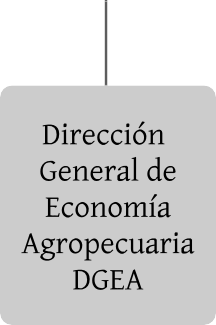 Dirección
General de
Economía
Agropecuaria
DGEA